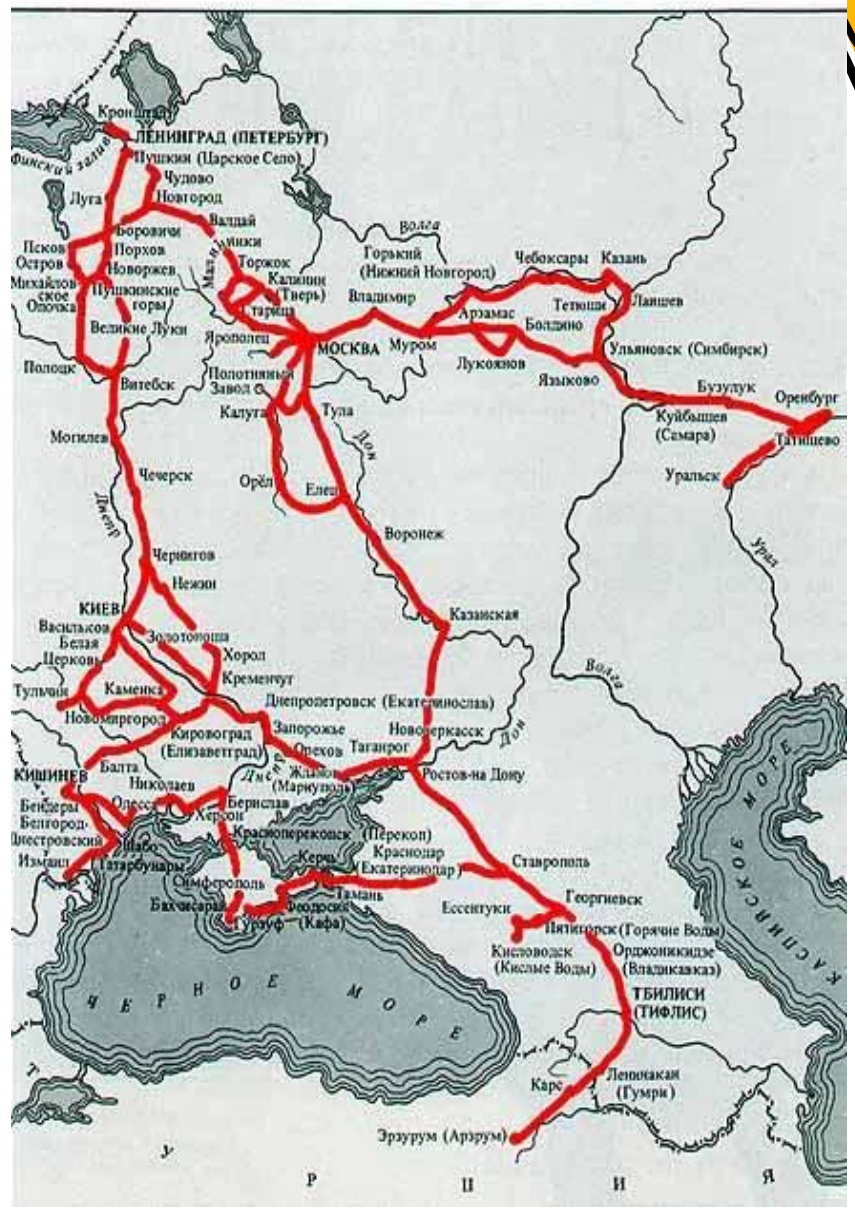 Кронштадт
ЛЕНИНГРАД (ПЕТЕРБУРГ)
Финский залив
Пушкин (Царское Село)
Чудово
Луга
Новгород
Валдай
Волга
Боровичи
Псков
Порхов
Остров
Новоржев
Торжок
Горький
(Нижний Новгород)
Чебоксары
Казань
Михайлов
ское
Пушкинские
горы
Калинин
(Тверь)
Владимир
Тетюши
Лаишев
Опочка
Старица
Арзамас
Болдино
Великие Луки
Ярополец
МОСКВА
Муром
Лукоянов
Ульяновск (Симбирск)
Полоцк
Витебск
Полотняный
Завод
Языково
Бузулук
Оренбург
Калуга
Тула
Куйбышев
(Самара)
Татищево
Могилев
Дон
Чечерск
Орёл
Елец
Уральск
Днепр
Воронеж
Урал
Чернигов
Нежин
КИЕВ
Казанская
Васильков
Золотоноша
Белая
Церковь
Хорол
Волга
Кременчуг
Тульчин
Каменка
Днепропетровск (Екатеринослав)
Новомиргород
Кировоград
(Елизаветград)
Запорожье
Новочеркасск
Дон
Орехов
Таганрог
Балта
Жданов
(Мариуполь)
Ростов-на Дону
КИШИНЕВ
Николаев
Днепр
Бендеры
Одесса
Берислав
Белгород-
Днестровский
Херсон
Красноперекопск (Перекоп)
КАСПИЙСКОЕ МОРЕ
Шабо
Измаил
Татарбунары
Керчь
Краснодар
(Екатеринодар)
Ставрополь
Симферополь
Тамань
Бахчисарай
Феодосия
(Кафа)
Ессентуки
Георгиевск
Гурзуф
Пятигорск (Горячие Воды)
Кисловодск
(Кислые Воды)
Орджоникидзе
(Владикавказ)
ЧЕРНОЕ МОРЕ
ТБИЛИСИ
(ТИФЛИС)
Карс
Ленинакан
(Гумри)
Эрзурум (Арзрум)
Т У Р Ц И Я